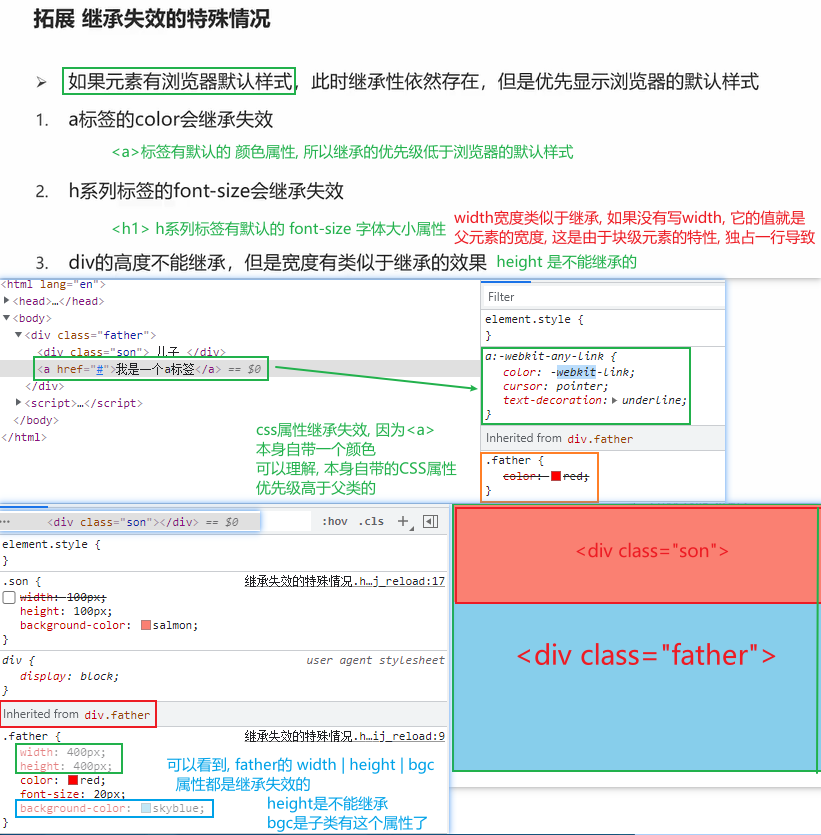 拓展 继承失效的特殊情况
➢ 如果元素有浏览器默认样式，此时继承性依然存在，但是优先显示浏览器的默认样式
1. a标签的color会继承失效
<a>标签有默认的 颜色属性, 所以继承的优先级低于浏览器的默认样式
2. h系列标签的font-size会继承失效
<h1> h系列标签有默认的 font-size 字体大小属性
width宽度类似于继承, 如果没有写width, 它的值就是
父元素的宽度, 这是由于块级元素的特性, 独占一行导致
3. div的高度不能继承，但是宽度有类似于继承的效果 height 是不能继承的
<html lang="en">
<head>…</head>
<body>
<div class="father">
<div class="son"> 儿子 </div>
<a href="#">我是一个a标签</a> == $0
</div>
<script>…</script>
</body>
</html>
css属性继承失效, 因为<a>
本身自带一个颜色
可以理解, 本身自带的CSS属性
优先级高于父类的
Filter
element.style {
}
a:-webkit-any-link {
color: -webkit-link;
cursor: pointer;
text-decoration: underline;
}
Inherited from div.father
.father {
color: red;
}
… <div class="son"></div> == $0
:hov .cls +
element.style {
}
.son { 继承失效的特殊情况.h…j_reload:17
width: 100px;
height: 100px;
background-color: salmon;
}
div { user agent stylesheet
display: block;
}
Inherited from div.father
.father { 继承失效的特殊情况.h…ij_reload:9
width: 400px;
height: 400px;
color: red;
font-size: 20px;
background-color: skyblue;
}
可以看到, father的 width | height | bgc
属性都是继承失效的
height是不能继承
bgc是子类有这个属性了
<div class="son">
<div class="father">